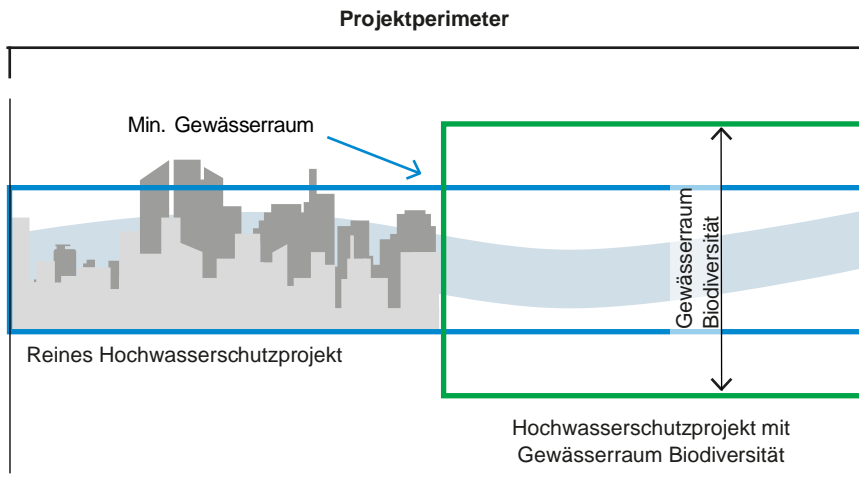 Projektperimeter
Min. Gewässerraum
Gewässerraum
Biodiversität
Reines Hochwasserschutzprojekt
Hochwasserschutzprojekt mit
Gewässerraum Biodiversität